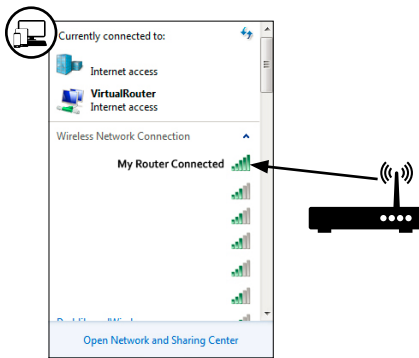 Currently connected to:
Internet access
VirtualRouter
Internet access
Wireless Network Connection
My Router Connected
Open Network and Sharing Center